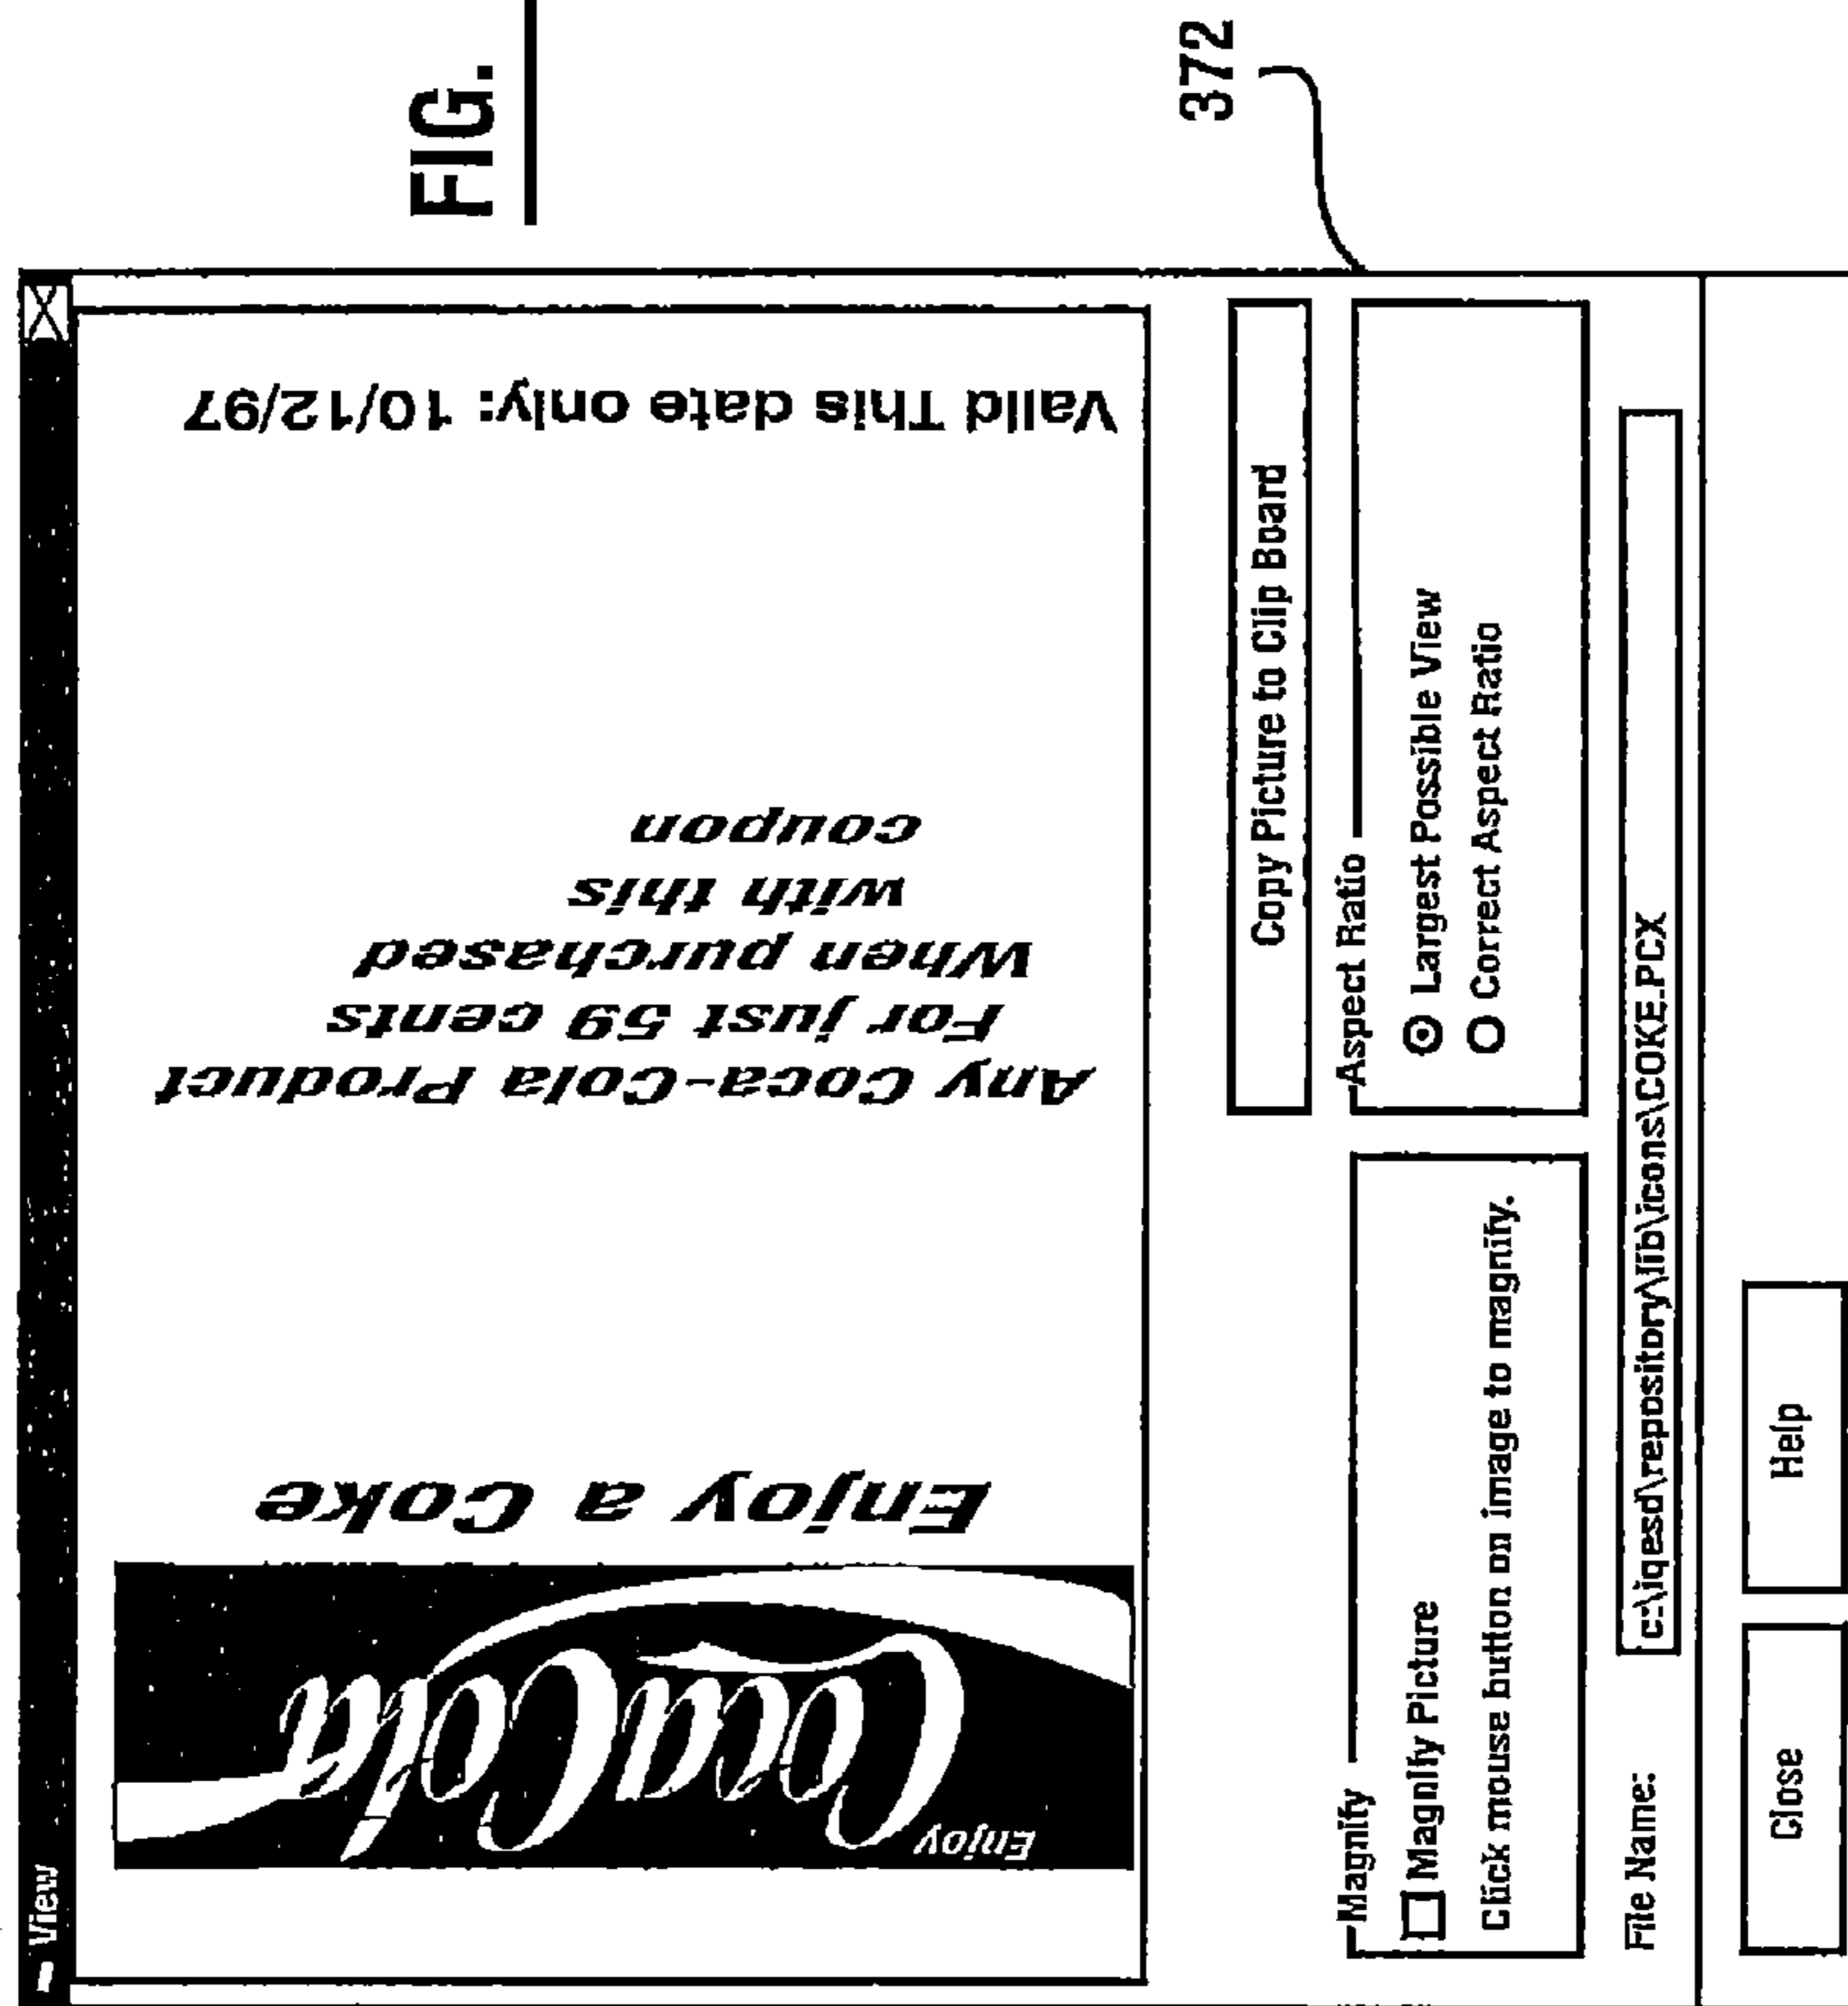 FIG.
372
View
X
Enjoy
Coca-Cola
Enjoy a Coke
Any Coca-Cola Product
For just 59 cents
When purchased
with this
coupon
Valid This date only: 10/12/97
Copy Picture to Clip Board
Magnify
Magnify Picture
Click mouse button on image to magnify.
Aspect Ratio
Largest Possible View
Correct Aspect Ratio
File Name:
c:\iqesd\repository\lib\icons\COKE.PCX
Close
Help